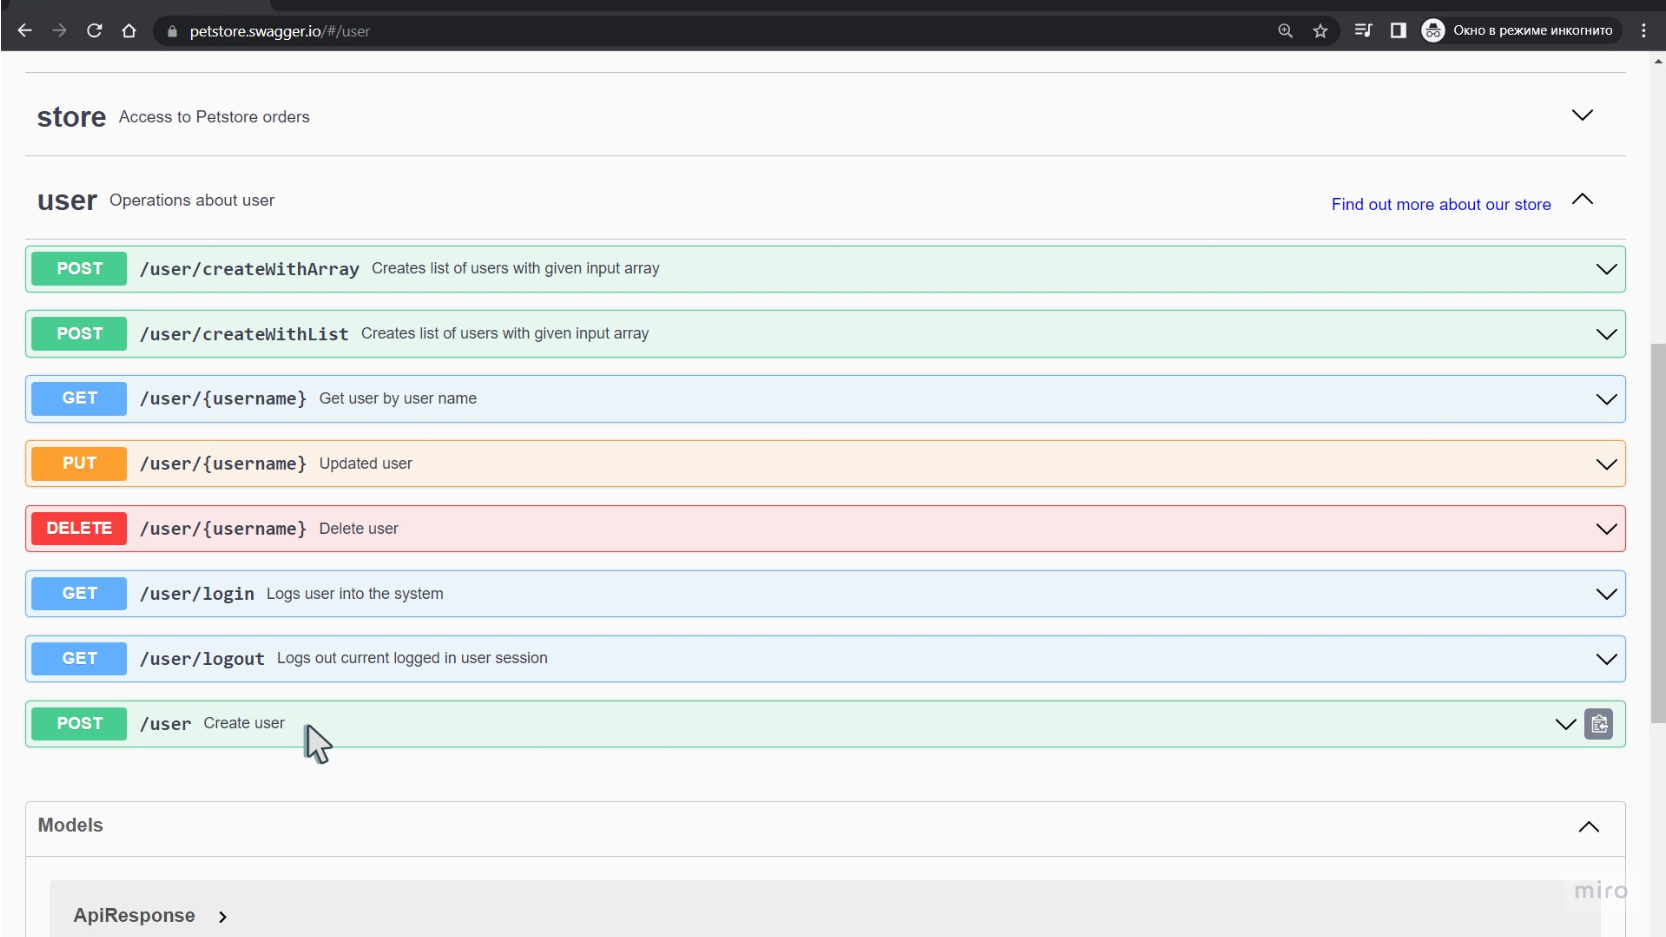 petstore.swagger.io/#/user
Окно в режиме инкогнито
store Access to Petstore orders
user Operations about user
Find out more about our store
POST /user/createWithArray Creates list of users with given input array
POST /user/createWithList Creates list of users with given input array
GET /user/{username} Get user by user name
PUT /user/{username} Updated user
DELETE /user/{username} Delete user
GET /user/login Logs user into the system
GET /user/logout Logs out current logged in user session
POST /user Create user
Models
miro
ApiResponse